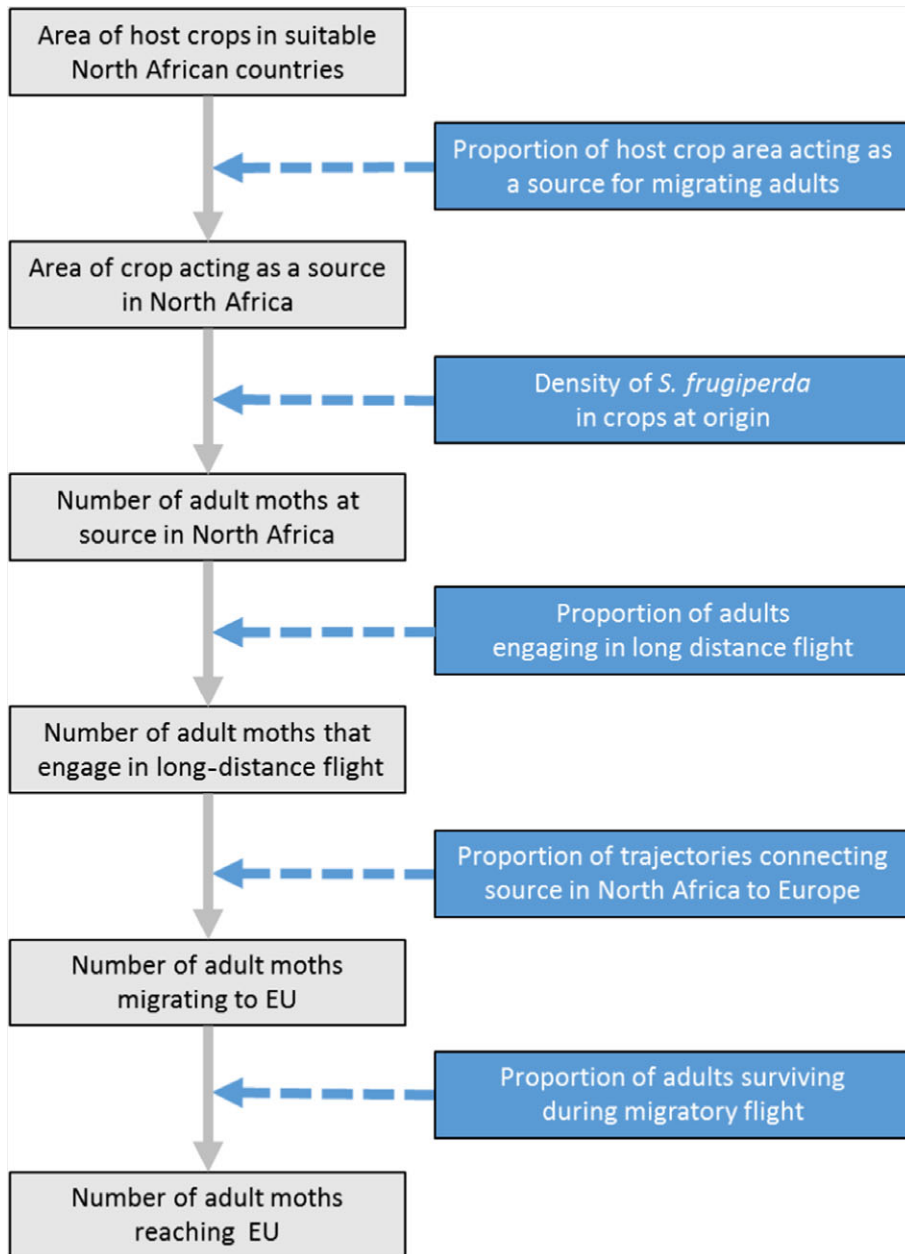 Area of host crops in suitable
North African countries
Proportion of host crop area acting as
a source for migrating adults
Area of crop acting as a source
in North Africa
Density of S. frugiperda
in crops at origin
Number of adult moths at
source in North Africa
Proportion of adults
engaging in long distance flight
Number of adult moths that
engage in long-distance flight
Proportion of trajectories connecting
source in North Africa to Europe
Number of adult moths
migrating to EU
Proportion of adults surviving
during migratory flight
Number of adult moths
reaching EU